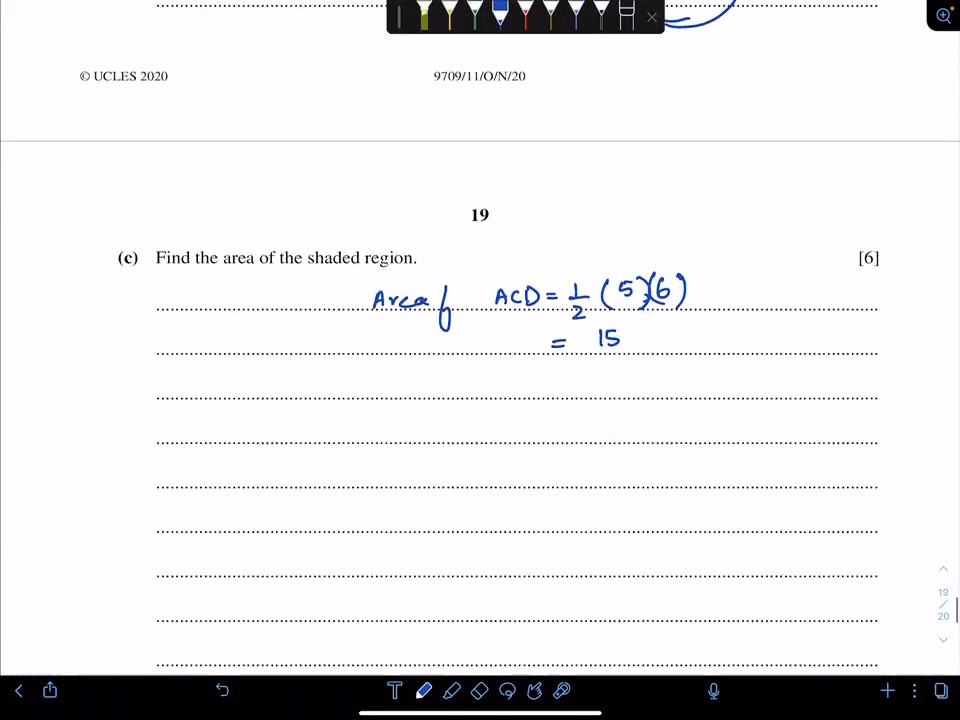 © UCLES 2020 9709/11/O/N/20
19
(c) Find the area of the shaded region. [6]
Area of ACD = 1/2 (5)(6)
= 15
19
/
20